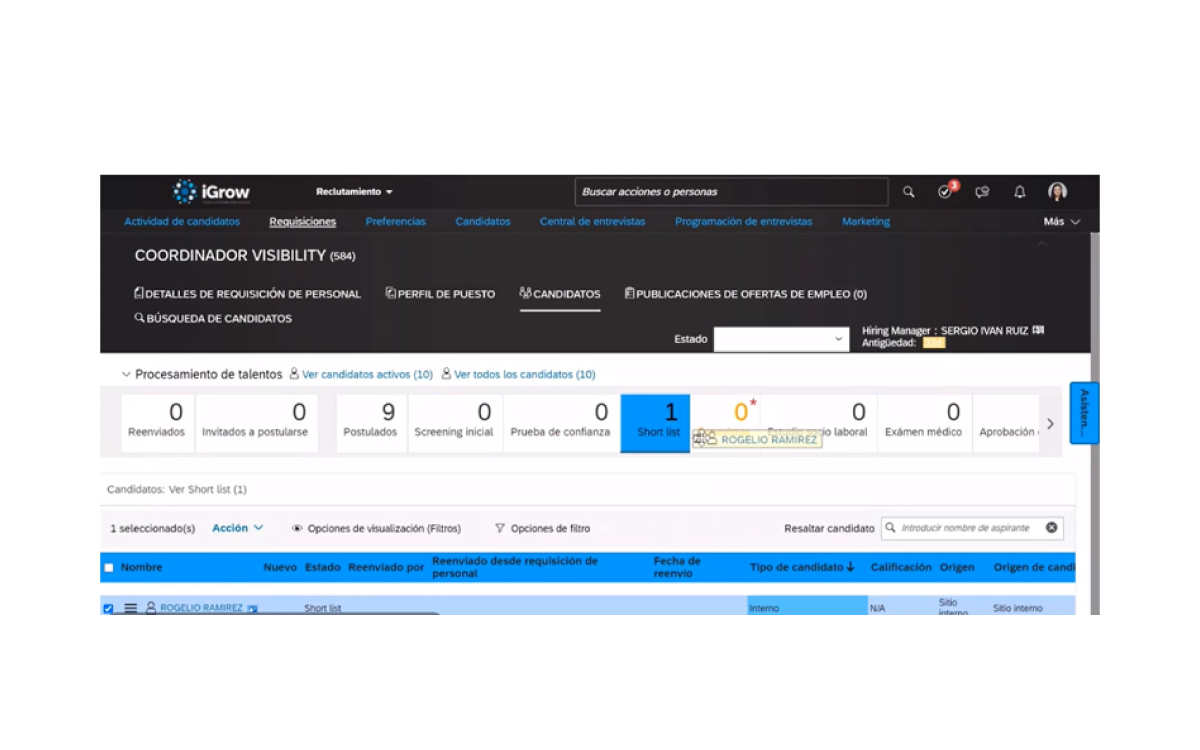 iGrow
Reclutamiento
Buscar acciones o personas
3
Actividad de candidatos Requisiciones Preferencias Candidatos Central de entrevistas Programación de entrevistas Marketing Más
COORDINADOR VISIBILITY (584)
DETALLES DE REQUISICIÓN DE PERSONAL PERFIL DE PUESTO CANDIDATOS PUBLICACIONES DE OFERTAS DE EMPLEO (0)
BÚSQUEDA DE CANDIDATOS
Estado
Hiring Manager : SERGIO IVAN RUIZ
Antigüedad:
Procesamiento de talentos Ver candidatos activos (10) Ver todos los candidatos (10)
0 0 9 0 0 1 0* 0 0
Reenviados Invitados a postularse Postulados Screening inicial Prueba de confianza Short list Estudio socio laboral Exámen médico Aprobación
ROGELIO RAMIREZ
Asisten...
Candidatos: Ver Short list (1)
1 seleccionado(s) Acción Opciones de visualización (Filtros) Opciones de filtro Resaltar candidato Introducir nombre de aspirante
Nombre Nuevo Estado Reenviado por Reenviado desde requisición de personal Fecha de reenvio Tipo de candidato Calificación Origen Origen de candi
ROGELIO RAMIREZ Short list Interno N/A Sitio interno Sitio interno